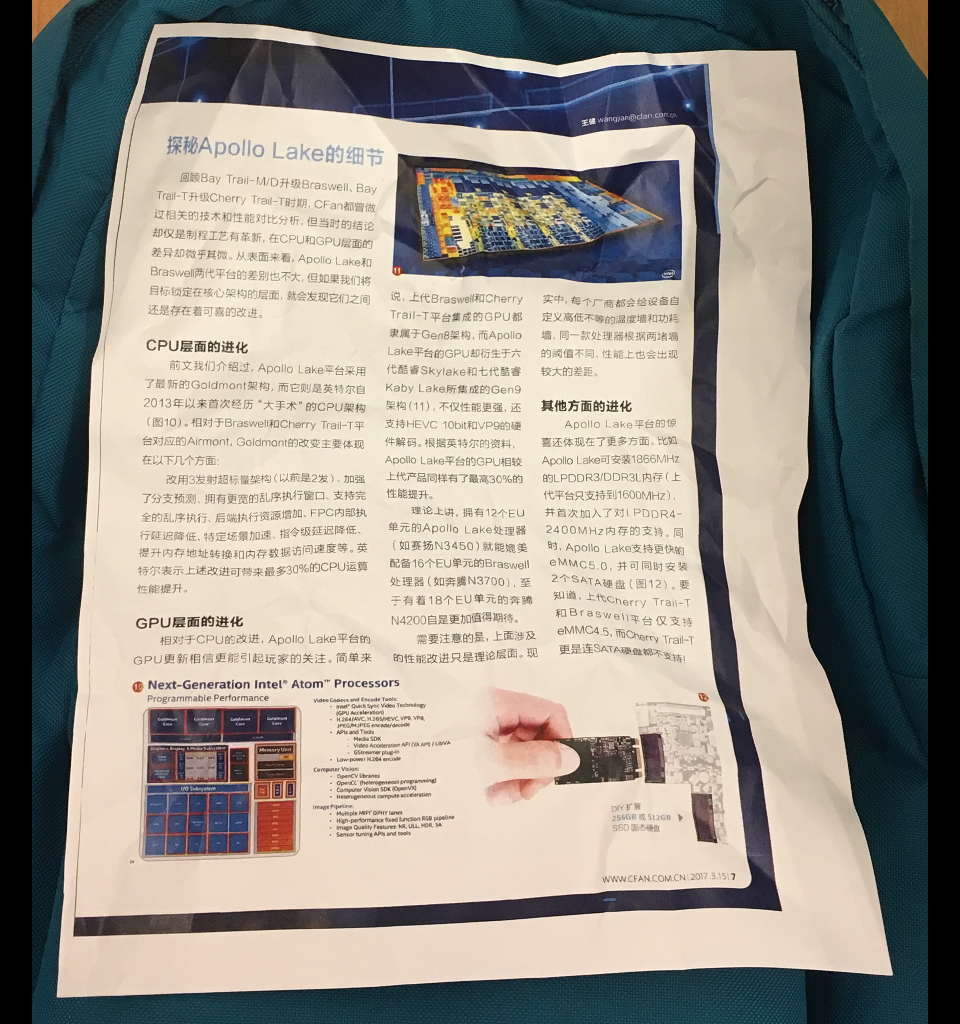 王健 wangjian@cfan.com.cn
探秘Apollo Lake的细节
回顾Bay Trail-M/D升级Braswell、Bay
Trail-T升级Cherry Trail-T时期，CFan都曾做
过相关的技术和性能对比分析，但当时的结论
却仅是制程工艺有革新，在CPU和GPU层面的
差异却微乎其微。从表面来看，Apollo Lake和
Braswell两代平台的差别也不大，但如果我们将
目标锁定在核心架构的层面，就会发现它们之间
还是存在着可喜的改进。
CPU层面的进化
前文我们介绍过，Apollo Lake平台采用
了最新的Goldmont架构，而它则是英特尔自
2013年以来首次经历“大手术”的CPU架构
（图10）。相对于Braswell和Cherry Trail-T平
台对应的Airmont，Goldmont的改变主要体现
在以下几个方面：
改用3发射超标量架构（以前是2发）、加强
了分支预测、拥有更宽的乱序执行窗口、支持完
全的乱序执行、后端执行资源增加、FPC内部执
行延迟降低、特定场景加速、指令级延迟降低、
提升内存地址转换和内存数据访问速度等。英
特尔表示上述改进可带来最多30%的CPU运算
性能提升。
GPU层面的进化
相对于CPU的改进，Apollo Lake平台的
GPU更新相信更能引起玩家的关注。简单来
11
intel
说，上代Braswell和Cherry
Trail-T平台集成的GPU都
隶属于Gen8架构，而Apollo
Lake平台的GPU却衍生于六
代酷睿Skylake和七代酷睿
Kaby Lake所集成的Gen9
架构（11），不仅性能更强，还
支持HEVC 10bit和VP9的硬
件解码。根据英特尔的资料，
Apollo Lake平台的GPU相较
上代产品同样有了最高30%的
性能提升。
理论上讲，拥有12个EU
单元的Apollo Lake处理器
（如赛扬N3450）就能媲美
配备16个EU单元的Braswell
处理器（如奔腾N3700），至
于有着18个EU单元的奔腾
N4200自是更加值得期待。
需要注意的是，上面涉及
的性能改进只是理论层面。现
实中，每个厂商都会给设备自
定义高低不等的温度墙和功耗
墙，同一款处理器根据两堵墙
的阈值不同，性能上也会出现
较大的差距。
其他方面的进化
Apollo Lake平台的惊
喜还体现在了更多方面。比如
Apollo Lake可安装1866MHz
的LPDDR3/DDR3L内存（上
代平台只支持到1600MHz），
并首次加入了对LPDDR4-
2400MHz内存的支持。同
时，Apollo Lake支持更快的
eMMC5.0，并可同时安装
2个SATA硬盘（图12）。要
知道，上代Cherry Trail-T
和Braswell平台仅支持
eMMC4.5，而Cherry Trail-T
更是连SATA硬盘都不支持！
10 Next-Generation Intel® Atom™ Processors
Programmable Performance
Goldmont Core Goldmont Core Goldmont Core Goldmont Core
Graphics, Display, & Media Subsystem
Memory Unit
I/O Subsystem
Video Codecs and Encode Tools:
• Intel® Quick Sync Video Technology
(GPU Acceleration)
• H.264/AVC, H.265/HEVC, VP9, VP8,
JPEG/MJPEG encode/decode
• APIs and Tools
- Media SDK
- Video Acceleration API (VA API) / LibVA
- GStreamer plug-in
• Low-power H.264 encode
Computer Vision:
• OpenCV libraries
• OpenCL™ (heterogeneous programming)
• Computer Vision SDK (OpenVX)
• Heterogeneous compute acceleration
Image Pipeline:
• Multiple MIPI® DPHY lanes
• High-performance fixed function RGB pipeline
• Image Quality Features: NR, ULL, HDR, 3A
• Sensor tuning APIs and tools
12
DIY 扩展
256GB 或 512GB
SSD 固态硬盘
WWW.CFAN.COM.CN | 2017.3.15 | 7